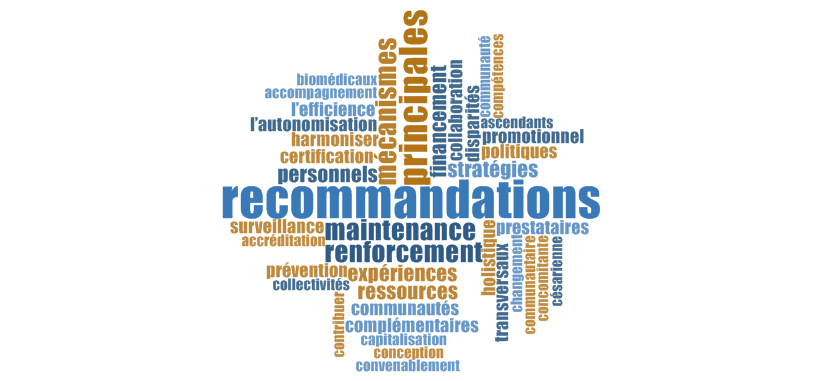 principales
mécanismes
communauté
compétences
financement
collaboration
disparités
biomédicaux
accompagnement
l'efficience
l'autonomisation
harmoniser
certification
personnels
ascendants
promotionnel
politiques
stratégies
recommandations
surveillance
accréditation
maintenance
renforcement
holistique
prestataires
transversaux
changement
communautaire
concomitante
césarienne
prévention
expériences
collectivités
ressources
contribuer
communautés
complémentaires
capitalisation
conception
convenablement